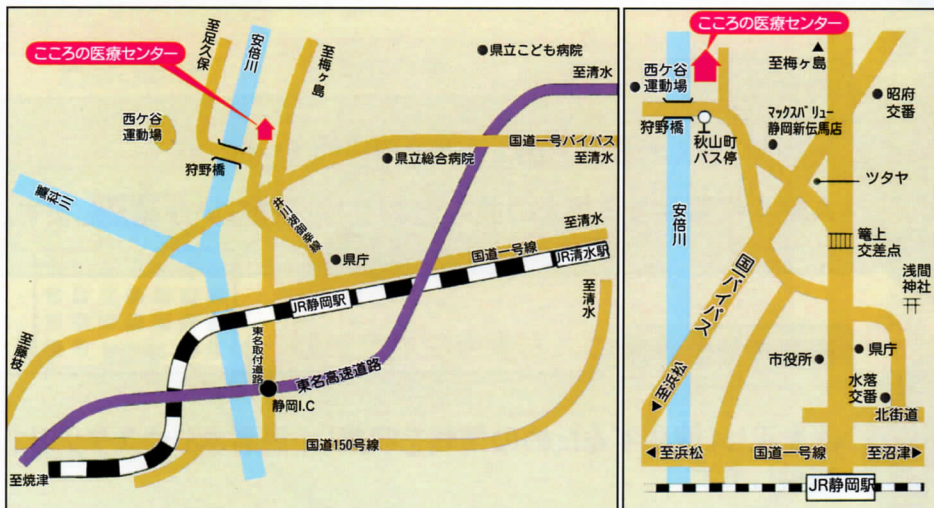 こころの医療センター
至足久保
安倍川
至梅ヶ島
県立こども病院
至清水
西ケ谷
運動場
狩野橋
国道一号バイパス
至清水
県立総合病院
藁科川
井川湖御幸線
至清水
県庁
国道一号線
JR清水駅
JR静岡駅
至清水
至藤枝
東名取付道路
東名高速道路
静岡I.C
国道150号線
至焼津
こころの医療センター
至梅ヶ島
西ケ谷
運動場
昭府
交番
マックスバリュー
静岡新伝馬店
狩野橋
秋山町
バス停
ツタヤ
安倍川
篭上
交差点
国一バイパス
浅間
神社
市役所
県庁
至浜松
水落
交番
北街道
至浜松
国道一号線
至沼津
JR静岡駅